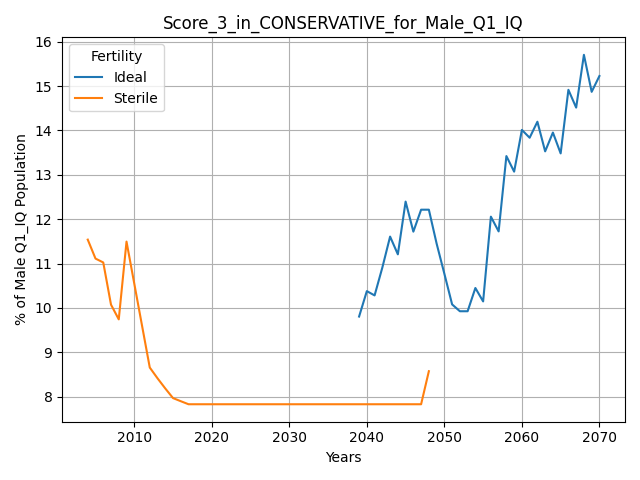 Score_3_in_CONSERVATIVE_for_Male_Q1_IQ
Fertility
Ideal
Sterile
% of Male Q1_IQ Population
16
15
14
13
12
11
10
9
8
2010 2020 2030 2040 2050 2060 2070
Years